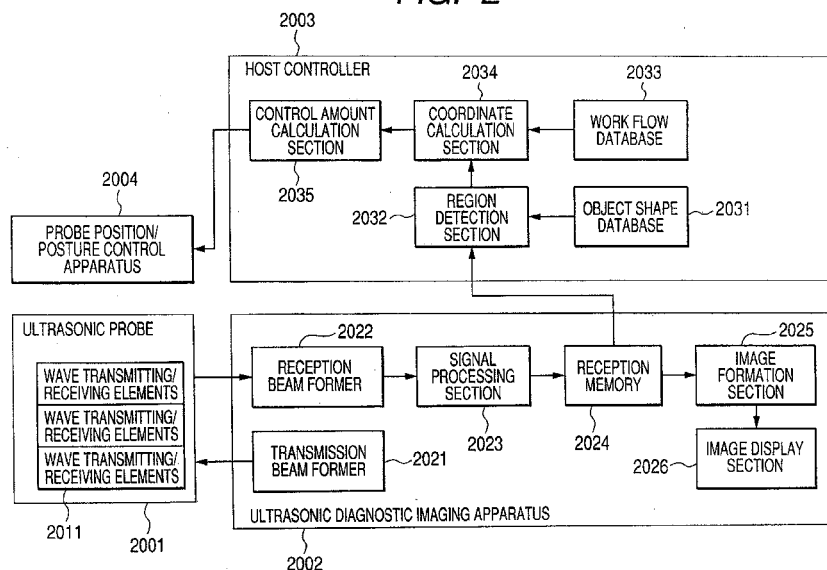 FIG. 2
2003
HOST CONTROLLER
2034
2033
CONTROL AMOUNT
CALCULATION
SECTION
COORDINATE
CALCULATION
SECTION
WORK FLOW
DATABASE
2035
2004
PROBE POSITION/
POSTURE CONTROL
APPARATUS
2032
REGION
DETECTION
SECTION
OBJECT SHAPE
DATABASE
2031
ULTRASONIC PROBE
2022
2025
WAVE TRANSMITTING/
RECEIVING ELEMENTS
WAVE TRANSMITTING/
RECEIVING ELEMENTS
WAVE TRANSMITTING/
RECEIVING ELEMENTS
RECEPTION
BEAM FORMER
SIGNAL
PROCESSING
SECTION
RECEPTION
MEMORY
IMAGE
FORMATION
SECTION
2023
2024
TRANSMISSION
BEAM FORMER
2021
IMAGE DISPLAY
SECTION
2026
2011
2001
ULTRASONIC DIAGNOSTIC IMAGING APPARATUS
2002